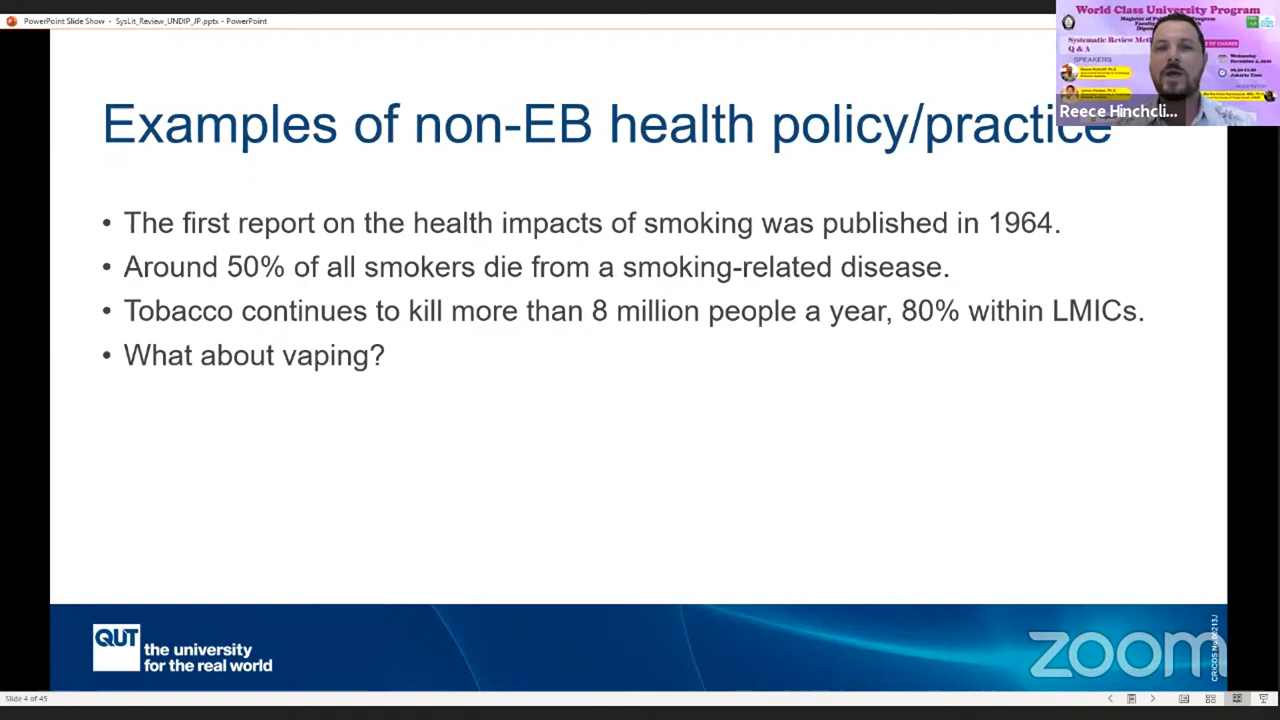 PowerPoint Slide Show - SysLit_Review_UNDIP_JP.pptx - PowerPoint
World Class University Program
Systematic Review
Q & A
SPEAKERS
Wednesday
Jakarta Time
Reece Hinchcli...
Examples of non-EB health policy/practice
• The first report on the health impacts of smoking was published in 1964.
• Around 50% of all smokers die from a smoking-related disease.
• Tobacco continues to kill more than 8 million people a year, 80% within LMICs.
• What about vaping?
QUT
the university
for the real world
zoom
Slide 4 of 45